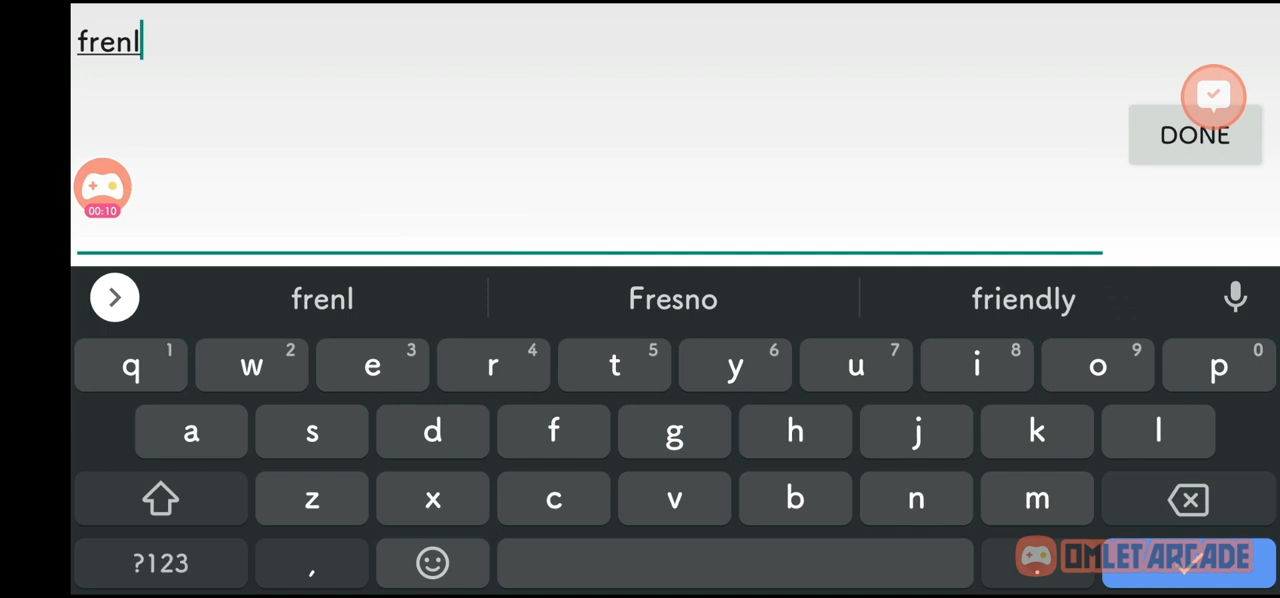 frenl
DONE
00:10
frenl Fresno friendly
q 1 w 2 e 3 r 4 t 5 y 6 u 7 i 8 o 9 p 0
a s d f g h j k l
z x c v b n m
?123 , . OMLET ARCADE